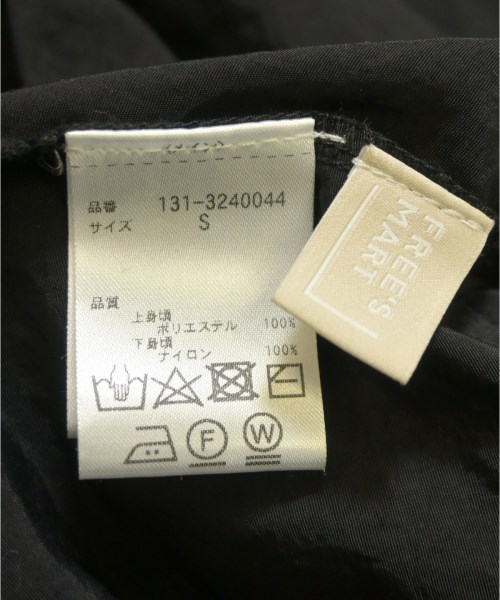 品番 131-3240044
サイズ S
品質
上身頃
ポリエステル 100%
下身頃
ナイロン 100%
F W
FREE'S
MART